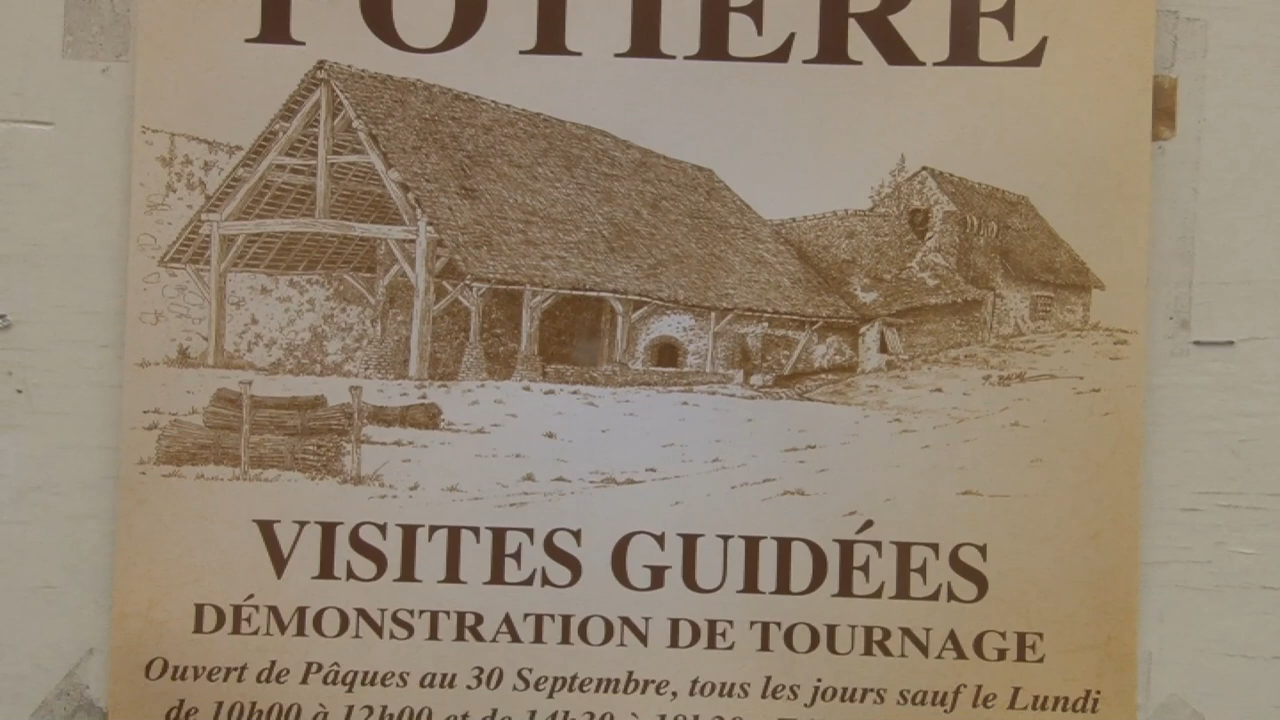 POTIÈRE
VISITES GUIDÉES
DÉMONSTRATION DE TOURNAGE
Ouvert de Pâques au 30 Septembre, tous les jours sauf le Lundi
de 10h00 à 12h00 et de 14h30 à